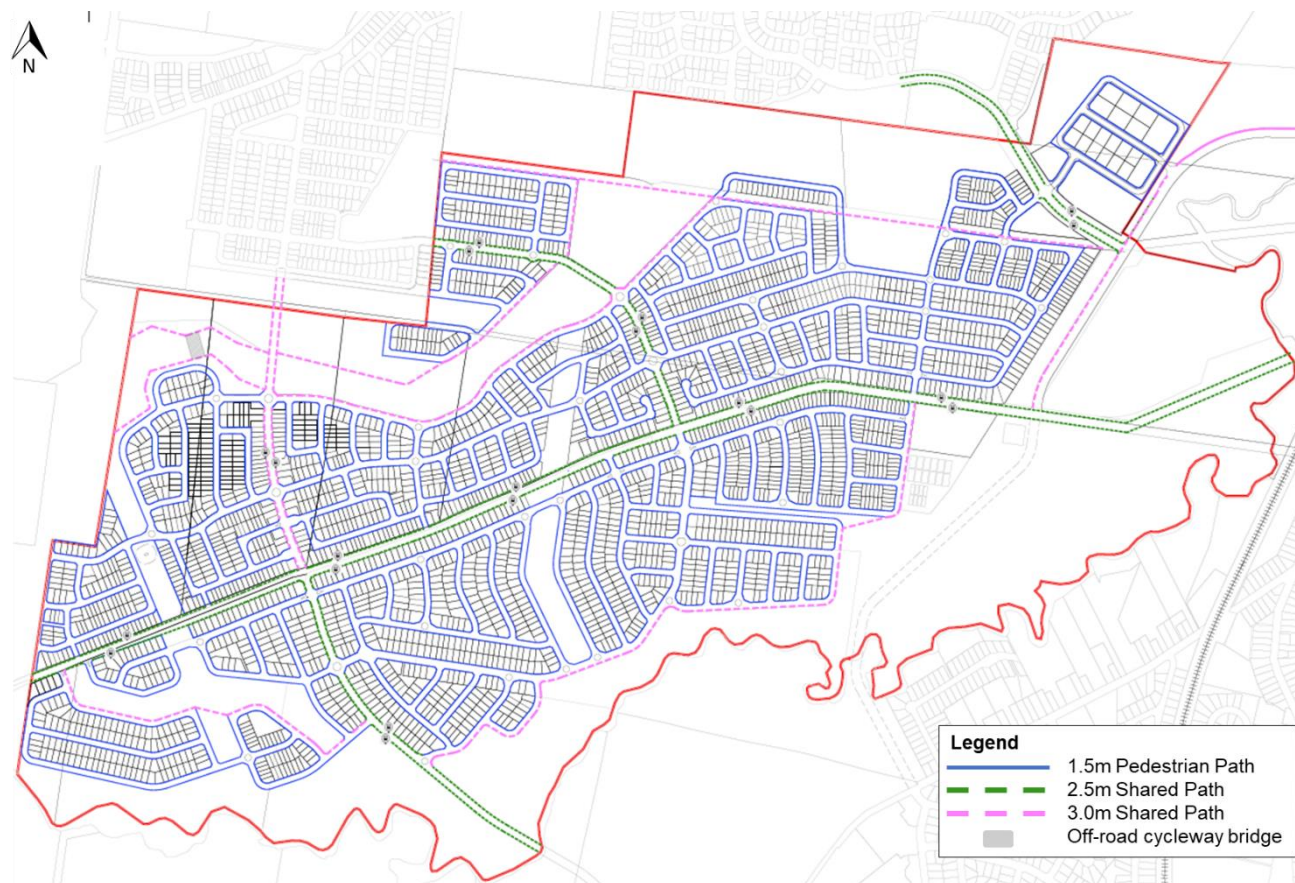 N
Legend
1.5m Pedestrian Path
2.5m Shared Path
3.0m Shared Path
Off-road cycleway bridge